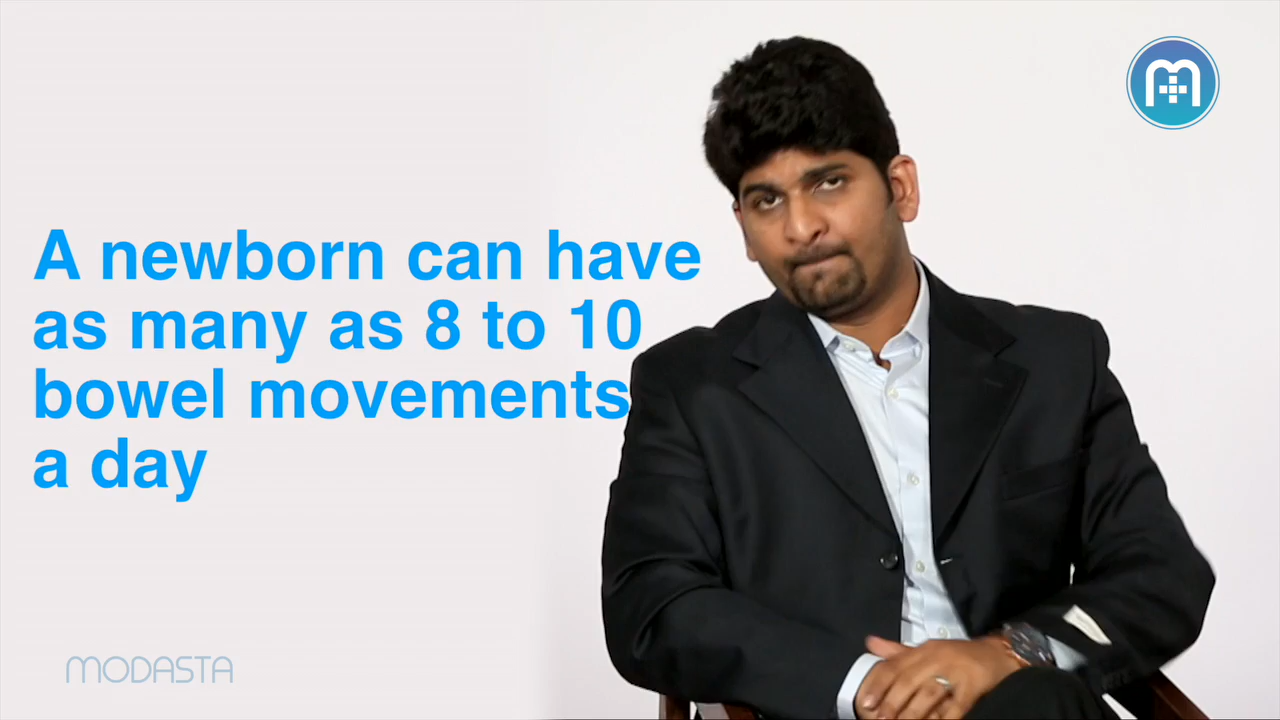 A newborn can have
as many as 8 to 10
bowel movements
a day
MODASTA